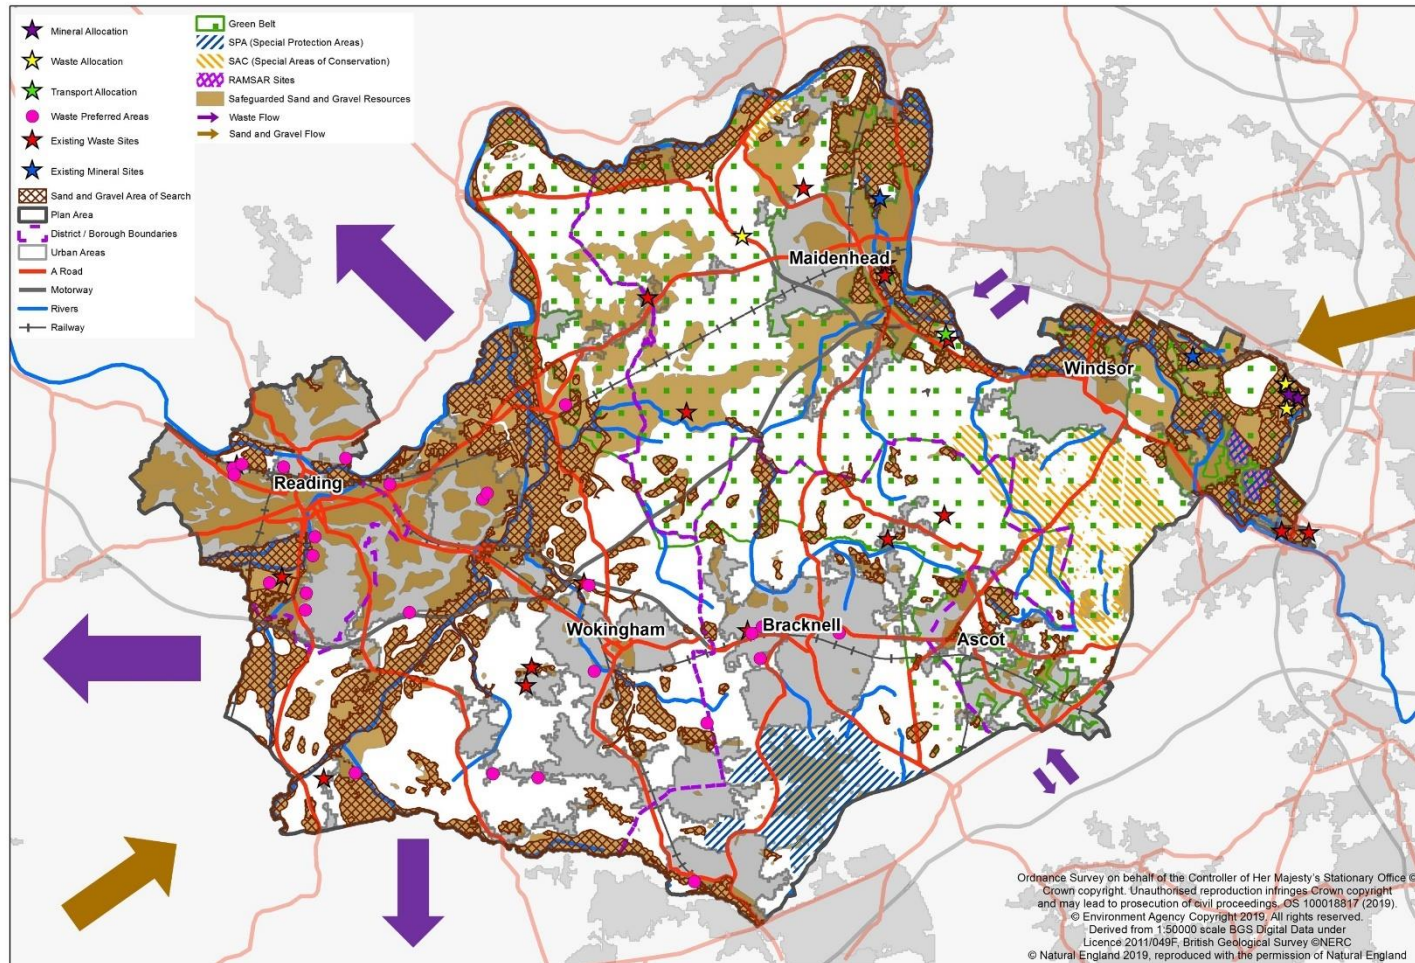 Mineral Allocation
Waste Allocation
Transport Allocation
Waste Preferred Areas
Existing Waste Sites
Existing Mineral Sites
Sand and Gravel Area of Search
Plan Area
District / Borough Boundaries
Urban Areas
A Road
Motorway
Rivers
Railway
Green Belt
SPA (Special Protection Areas)
SAC (Special Areas of Conservation)
RAMSAR Sites
Safeguarded Sand and Gravel Resources
Waste Flow
Sand and Gravel Flow
Maidenhead
Windsor
Reading
Wokingham
Bracknell
Ascot
Ordnance Survey on behalf of the Controller of Her Majesty's Stationary Office ©
Crown copyright. Unauthorised reproduction infringes Crown copyright
and may lead to prosecution of civil proceedings. OS 100018817 (2019).
© Environment Agency Copyright 2019. All rights reserved.
Derived from 1:50000 scale BGS Digital Data under
Licence 2011/049F, British Geological Survey ©NERC
© Natural England 2019, reproduced with the permission of Natural England